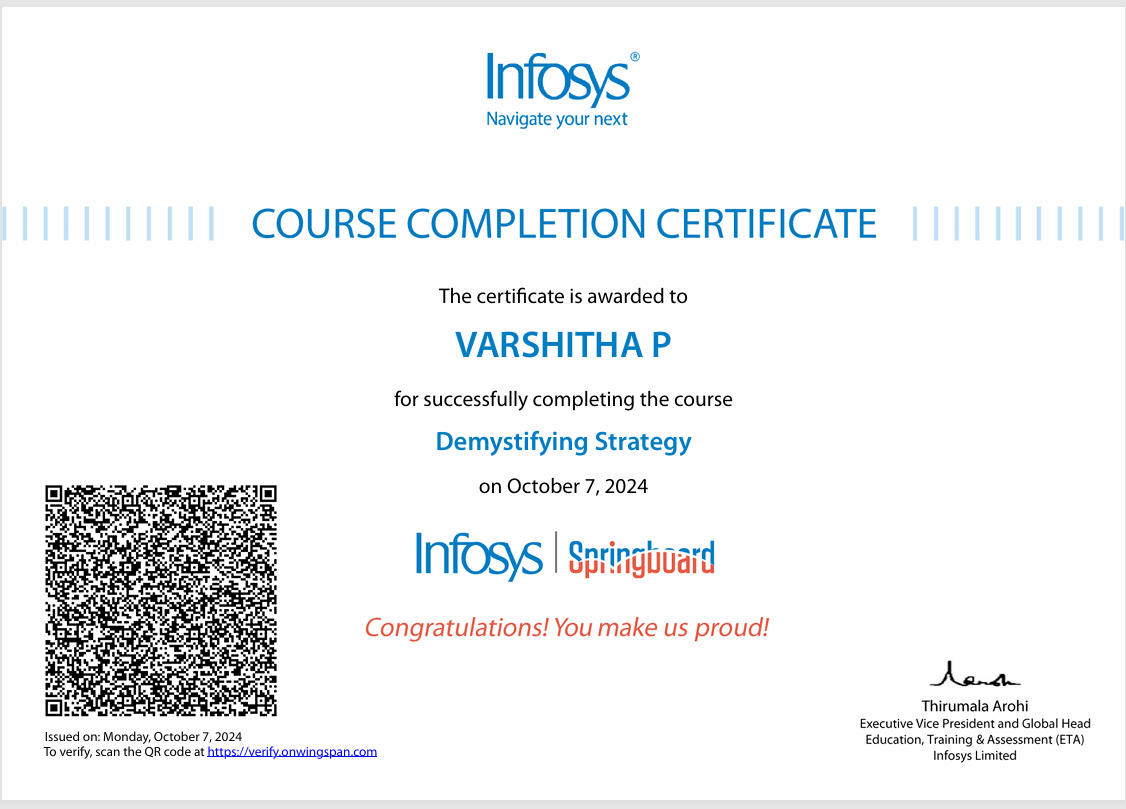 Infosys®
Navigate your next
COURSE COMPLETION CERTIFICATE
The certificate is awarded to
VARSHITHA P
for successfully completing the course
Demystifying Strategy
on October 7, 2024
Infosys | Springboard
Congratulations! You make us proud!
Issued on: Monday, October 7, 2024
To verify, scan the QR code at https://verify.onwingspan.com
Thirumala Arohi
Executive Vice President and Global Head
Education, Training & Assessment (ETA)
Infosys Limited